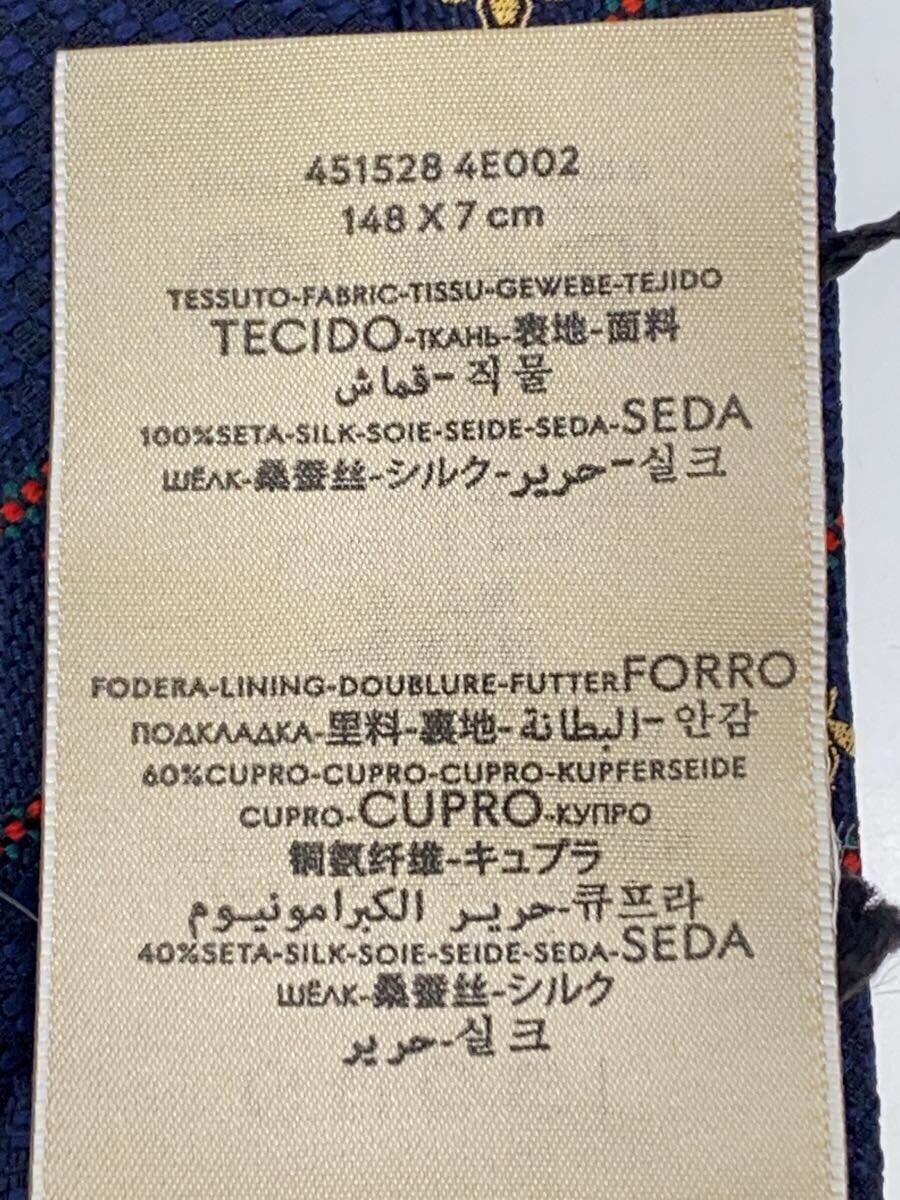 451528 4E002
148 X 7 cm
TESSUTO-FABRIC-TISSU-GEWEBE-TEJIDO
TECIDO-ТКАНЬ-表地-面料
قماش-직물
100%SETA-SILK-SOIE-SEIDE-SEDA-SEDA
ШЁЛК-桑蚕丝-シルク-حرير-실크
FODERA-LINING-DOUBLURE-FUTTERFORRO
ПОДКЛАДКА-里料-裏地-البطانة-안감
60%CUPRO-CUPRO-CUPRO-KUPFERSEIDE
CUPRO-CUPRO-КУПРО
铜氨纤维-キュプラ
حرير الكبرامونيوم-큐프라
40%SETA-SILK-SOIE-SEIDE-SEDA-SEDA
ШЁЛК-桑蚕丝-シルク
حرير-실크